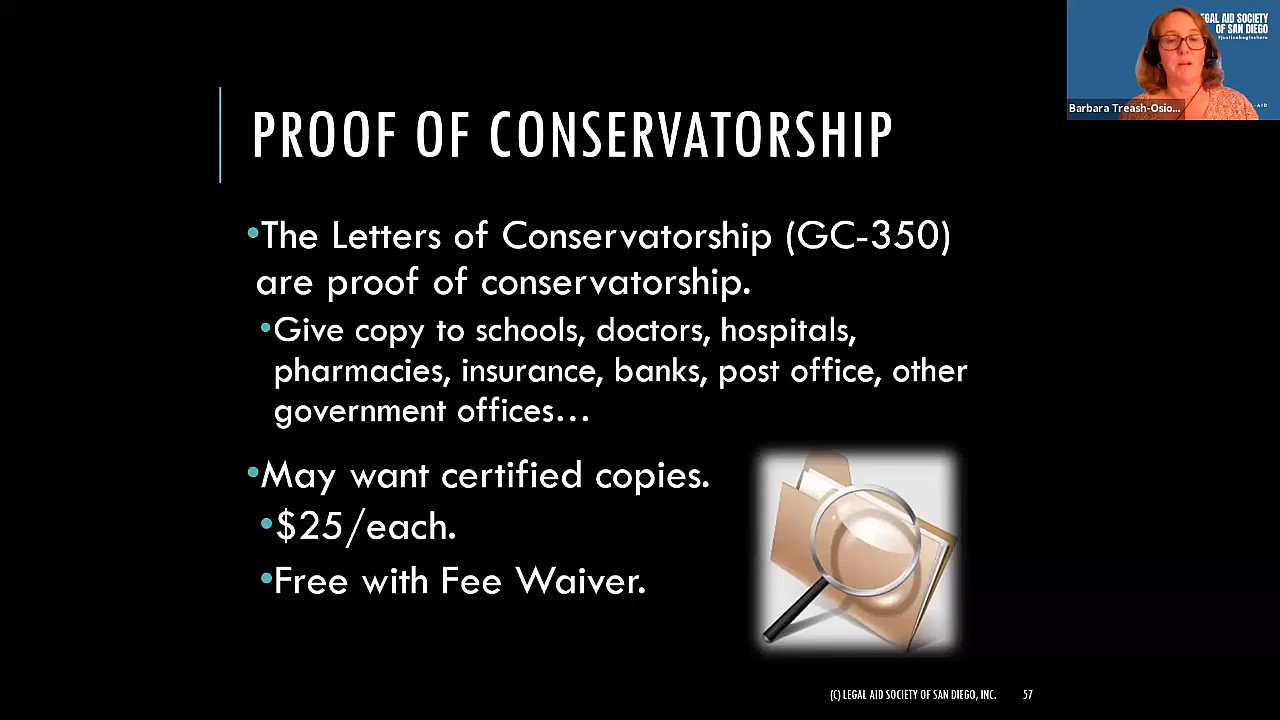 PROOF OF CONSERVATORSHIP
•The Letters of Conservatorship (GC-350)
are proof of conservatorship.
•Give copy to schools, doctors, hospitals,
pharmacies, insurance, banks, post office, other
government offices…
•May want certified copies.
•$25/each.
•Free with Fee Waiver.
(C) LEGAL AID SOCIETY OF SAN DIEGO, INC. 57
AID SOCIETY
OF SAN DIEGO
Barbara Treash-Osio...